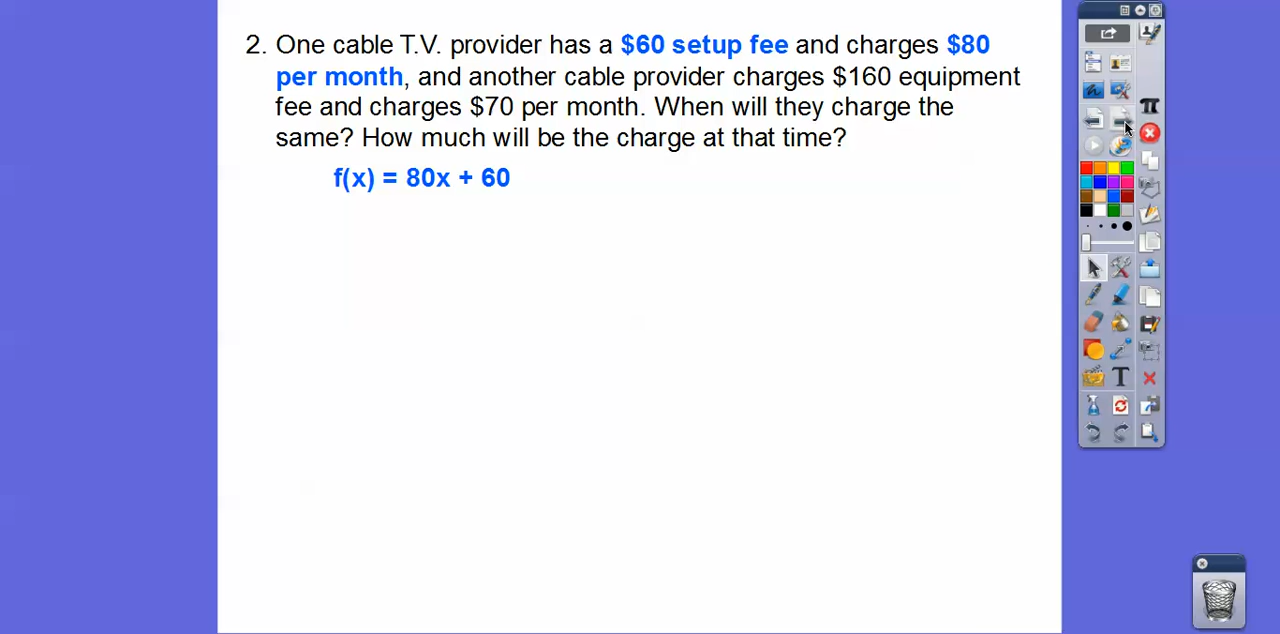 2. One cable T.V. provider has a $60 setup fee and charges $80
per month, and another cable provider charges $160 equipment
fee and charges $70 per month. When will they charge the
same? How much will be the charge at that time?
f(x) = 80x + 60
π
T